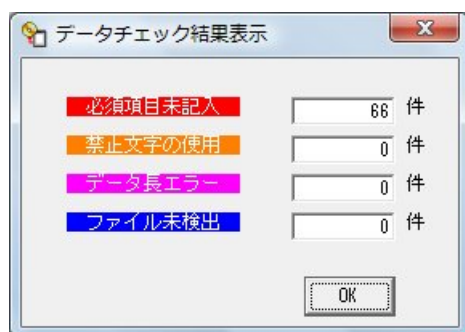 データチェック結果表示
必須項目未記入 66 件
禁止文字の使用 0 件
データ長エラー 0 件
ファイル未検出 0 件
OK